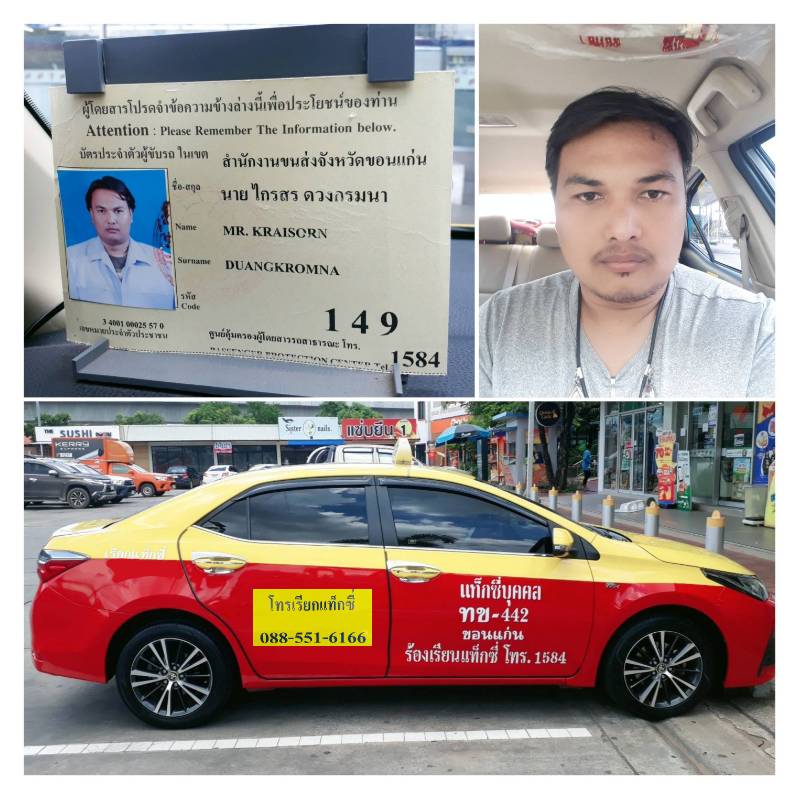 ผู้โดยสารโปรดจำข้อความข้างล่างนี้เพื่อประโยชน์ของท่าน
Attention : Please Remember The Information below.
บัตรประจำตัวผู้ขับรถ ในเขต สำนักงานขนส่งจังหวัดขอนแก่น
ชื่อ-สกุล นาย ไกรสร ดวงกรมนา
Name MR. KRAISORN
Surname DUANGKROMNA
รหัส
Code 149
3 4001 00025 57 0
เลขหมายประจำตัวประชาชน
ศูนย์คุ้มครองผู้โดยสารรถสาธารณะ โทร.
PASSENGER PROTECTION CENTER Tel. 1584
THE SUSHI
KERRY
EXPRESS
Sister nails.
แซ่บยืน 1
เรียกแท็กซี่
โทรเรียกแท็กซี่
088-551-6166
แท็กซี่บุคคล
ทข-442
ขอนแก่น
ร้องเรียนแท็กซี่ โทร. 1584